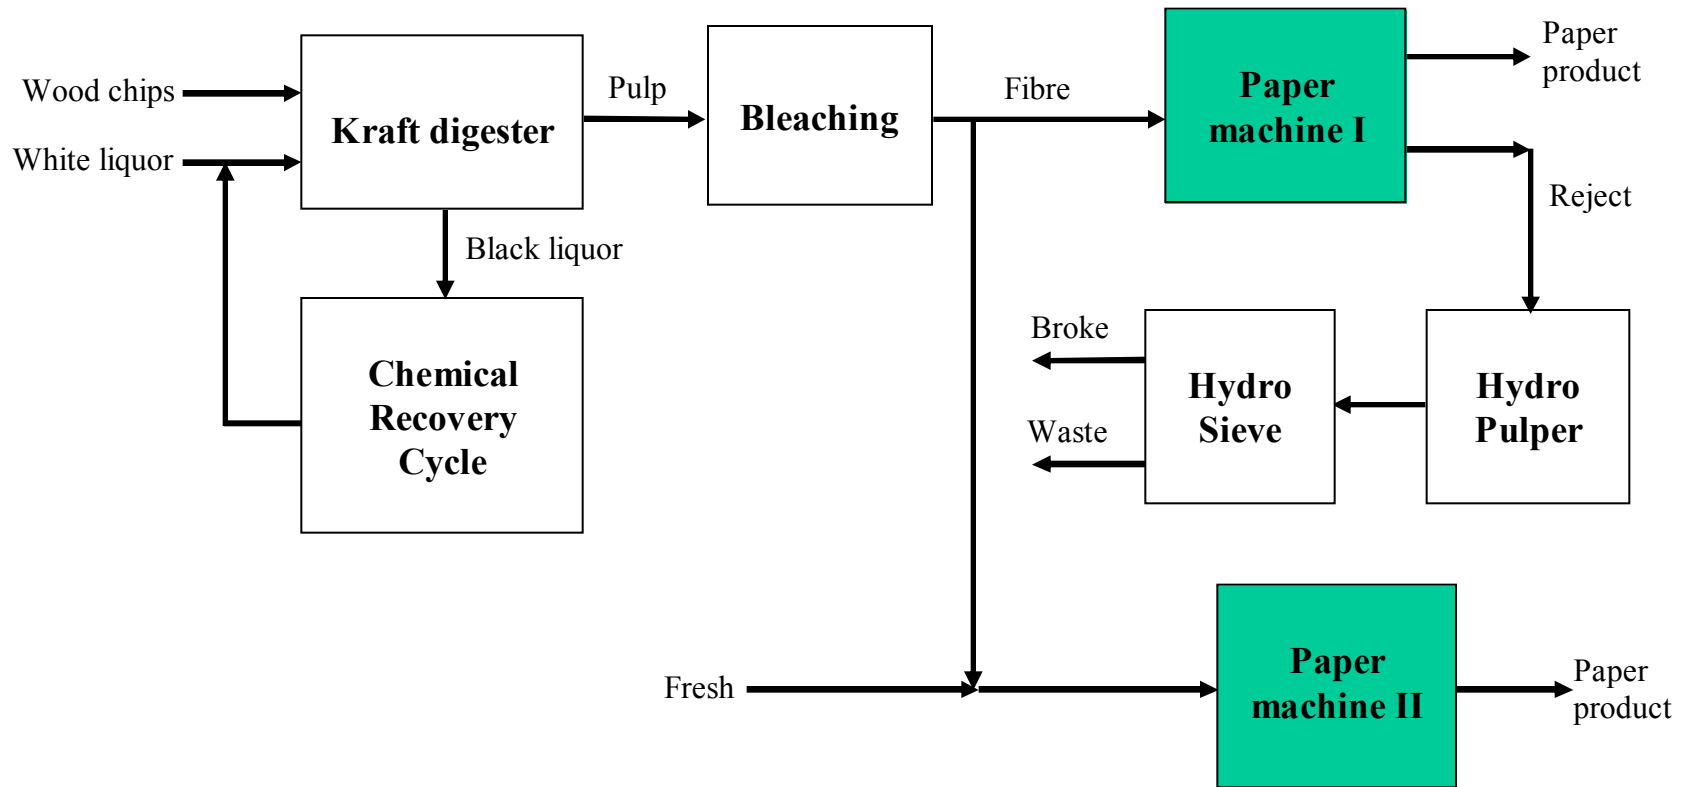 Wood chips
White liquor
Kraft digester
Pulp
Bleaching
Fibre
Paper
machine I
Paper
product
Reject
Black liquor
Chemical
Recovery
Cycle
Broke
Waste
Hydro
Sieve
Hydro
Pulper
Fresh
Paper
machine II
Paper
product